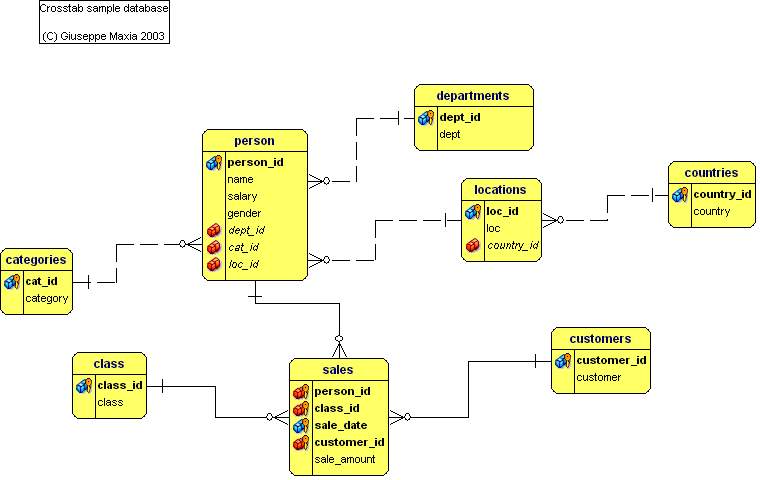 Crosstab sample database
(C) Giuseppe Maxia 2003
departments
dept_id
dept
person
person_id
name
salary
gender
dept_id
cat_id
loc_id
locations
loc_id
loc
country_id
countries
country_id
country
categories
cat_id
category
class
class_id
class
sales
person_id
class_id
sale_date
customer_id
sale_amount
customers
customer_id
customer